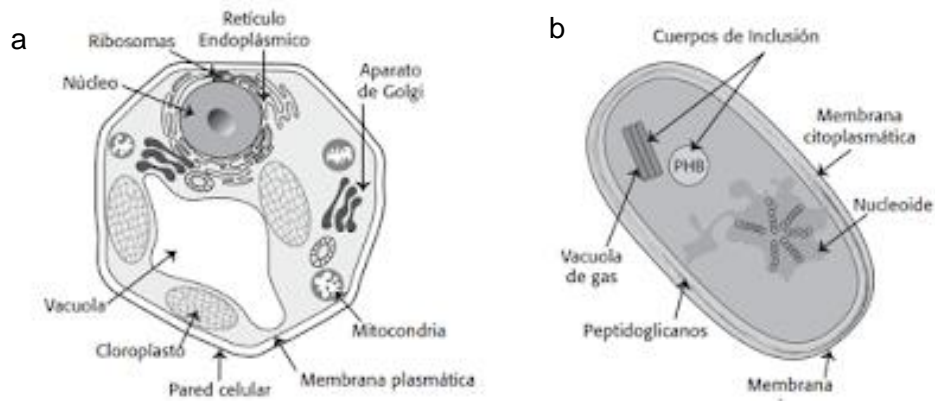 a
Retículo
Endoplásmico
Ribosomas
Núcleo
Aparato
de Golgi
Vacuola
Cloroplasto
Pared celular
Membrana plasmática
Mitocondria
b
Cuerpos de Inclusión
Membrana
citoplasmática
PHB
Nucleoide
Vacuola
de gas
Peptidoglicanos
Membrana